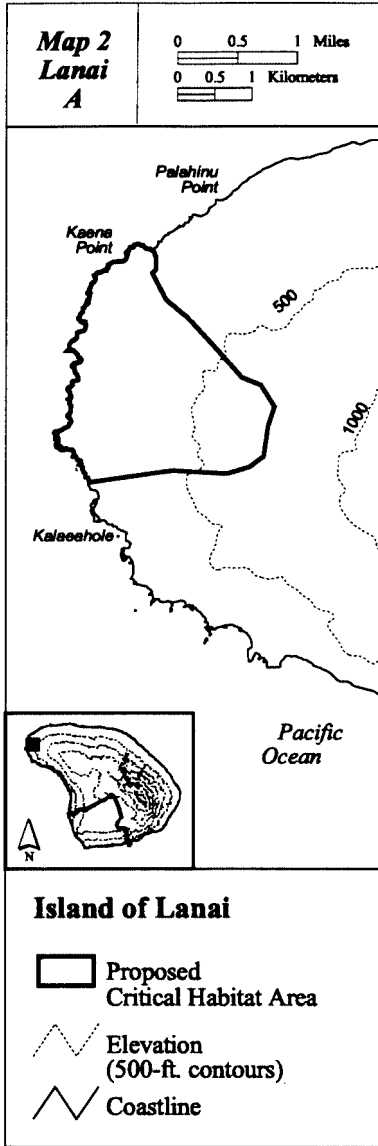 Map 2
Lanai
A
0 0.5 1 Miles
0 0.5 1 Kilometers
Palahinu
Point
Kaena
Point
500
1000
Kalaeahole
Pacific
Ocean
N
Island of Lanai
Proposed
Critical Habitat Area
Elevation
(500-ft. contours)
Coastline